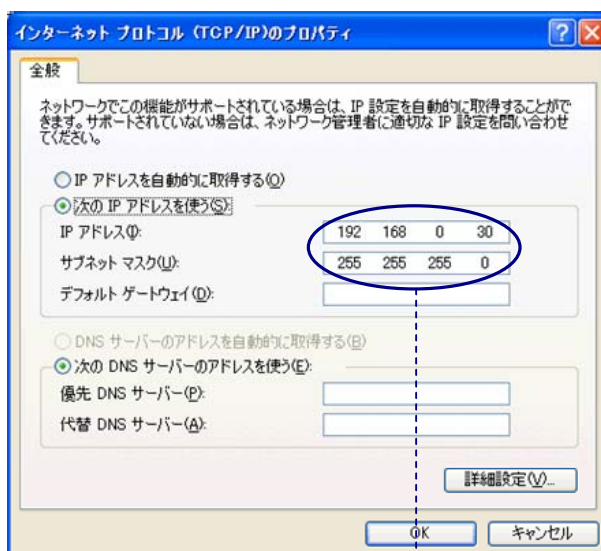 インターネット プロトコル (TCP/IP)のプロパティ
全般
ネットワークでこの機能がサポートされている場合は、IP 設定を自動的に取得することがで
きます。サポートされていない場合は、ネットワーク管理者に適切な IP 設定を問い合わせ
てください。
IP アドレスを自動的に取得する(O)
次の IP アドレスを使う(S):
IP アドレス(I): 192 168 0 30
サブネット マスク(U): 255 255 255 0
デフォルト ゲートウェイ(D):
DNS サーバーのアドレスを自動的に取得する(B)
次の DNS サーバーのアドレスを使う(E):
優先 DNS サーバー(P):
代替 DNS サーバー(A):
詳細設定(V)...
OK キャンセル